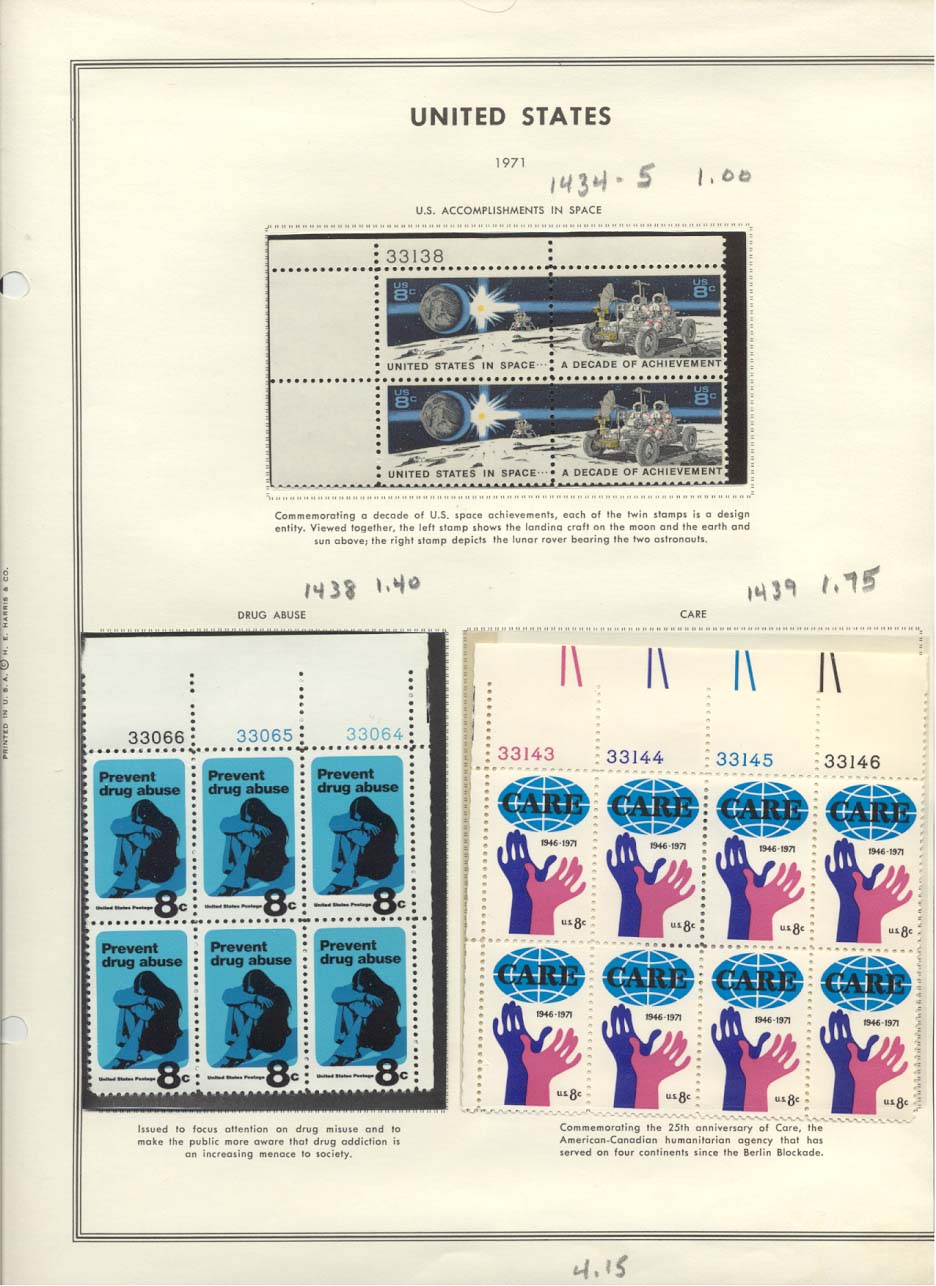 UNITED STATES
1971
1434-5 1.00
U.S. ACCOMPLISHMENTS IN SPACE
33138
US 8c US 8c
UNITED STATES IN SPACE... A DECADE OF ACHIEVEMENT
US 8c US 8c
UNITED STATES IN SPACE... A DECADE OF ACHIEVEMENT
Commemorating a decade of U.S. space achievements, each of the twin stamps is a design
entity. Viewed together, the left stamp shows the landing craft on the moon and the earth and
sun above; the right stamp depicts the lunar rover bearing the two astronauts.
PRINTED IN U.S.A. © H. E. HARRIS & CO.
1438 1.40
DRUG ABUSE
33066 33065 33064
Prevent Prevent Prevent
drug abuse drug abuse drug abuse
United States Postage 8c United States Postage 8c United States Postage 8c
Prevent Prevent Prevent
drug abuse drug abuse drug abuse
United States Postage 8c United States Postage 8c United States Postage 8c
Issued to focus attention on drug misuse and to
make the public more aware that drug addiction is
an increasing menace to society.
1439 1.75
CARE
33143 33144 33145 33146
CARE CARE CARE CARE
1946-1971 1946-1971 1946-1971 1946-1971
U.S. 8c U.S. 8c U.S. 8c U.S. 8c
CARE CARE CARE CARE
1946-1971 1946-1971 1946-1971 1946-1971
U.S. 8c U.S. 8c U.S. 8c U.S. 8c
Commemorating the 25th anniversary of Care, the
American-Canadian humanitarian agency that has
served on four continents since the Berlin Blockade.
4.15